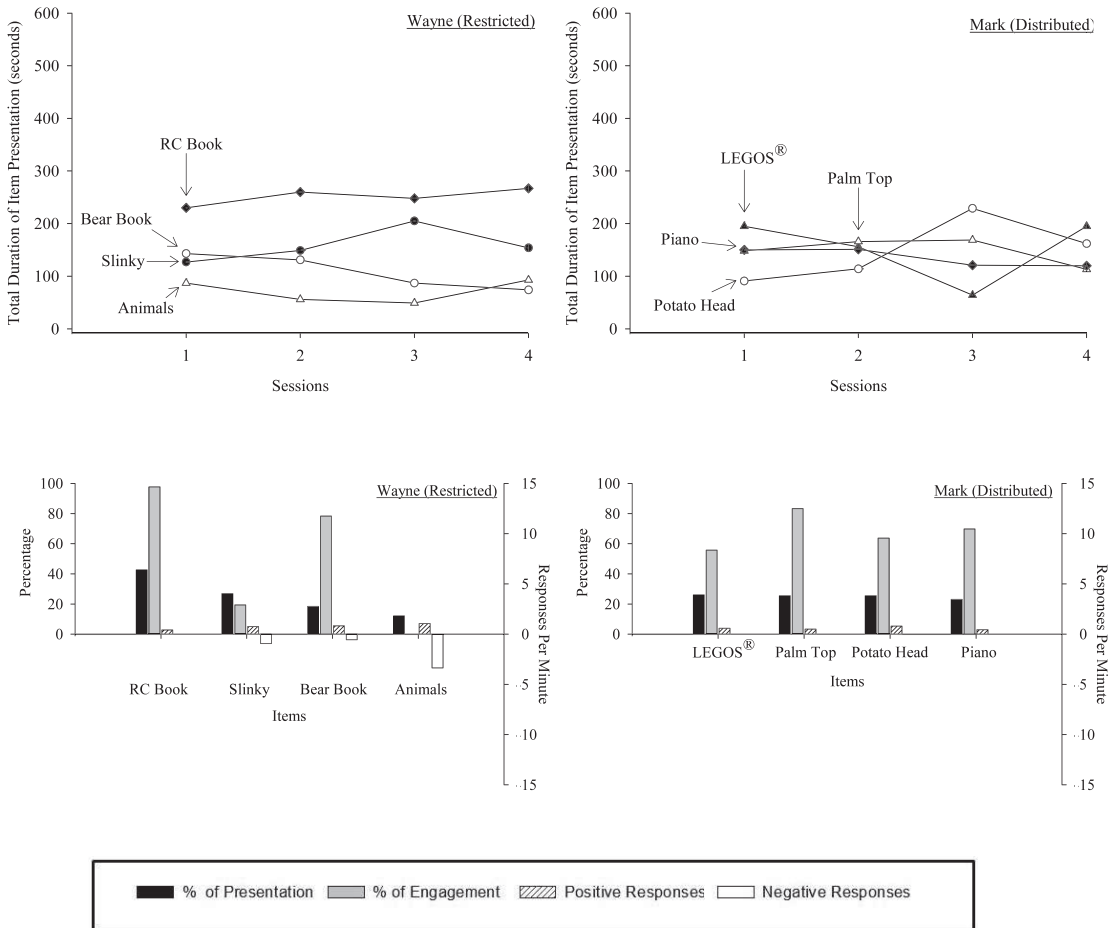 Wayne (Restricted)
Total Duration of Item Presentation (seconds)
600
500
400
300
200
100
0
RC Book
Bear Book
Slinky
Animals
1 2 3 4
Sessions
Mark (Distributed)
Total Duration of Item Presentation (seconds)
600
500
400
300
200
100
0
LEGOS®
Palm Top
Piano
Potato Head
1 2 3 4
Sessions
Wayne (Restricted)
Percentage
100
80
60
40
20
0
15
10
5
0
-5
-10
-15
Responses Per Minute
RC Book Slinky Bear Book Animals
Items
Mark (Distributed)
Percentage
100
80
60
40
20
0
15
10
5
0
-5
-10
-15
Responses Per Minute
LEGOS® Palm Top Potato Head Piano
Items
% of Presentation % of Engagement Positive Responses Negative Responses